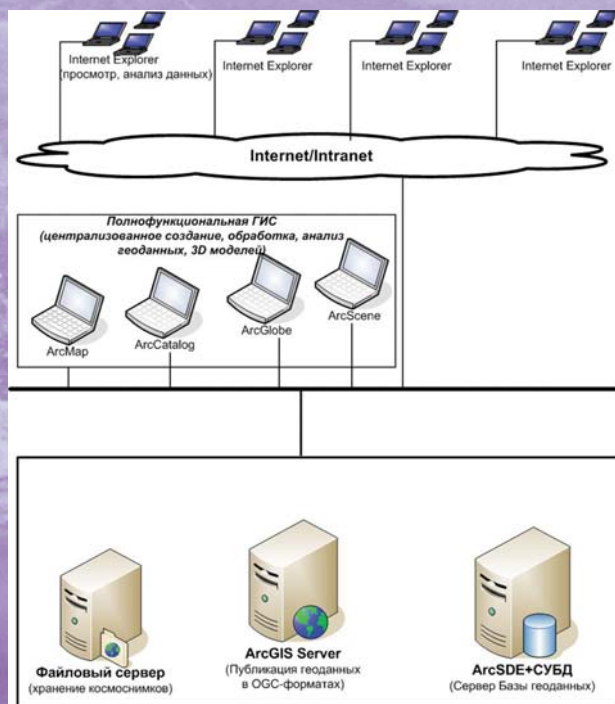 Internet Explorer
(просмотр, анализ данных)
Internet Explorer
Internet Explorer
Internet Explorer
Internet/Intranet
Полнофункциональная ГИС
(централизованное создание, обработка, анализ
геоданных, 3D моделей)
ArcMap
ArcCatalog
ArcGlobe
ArcScene
Файловый сервер
(хранение космоснимков)
ArcGIS Server
(Публикация геоданных
в OGC-форматах)
ArcSDE+СУБД
(Сервер Базы геоданных)